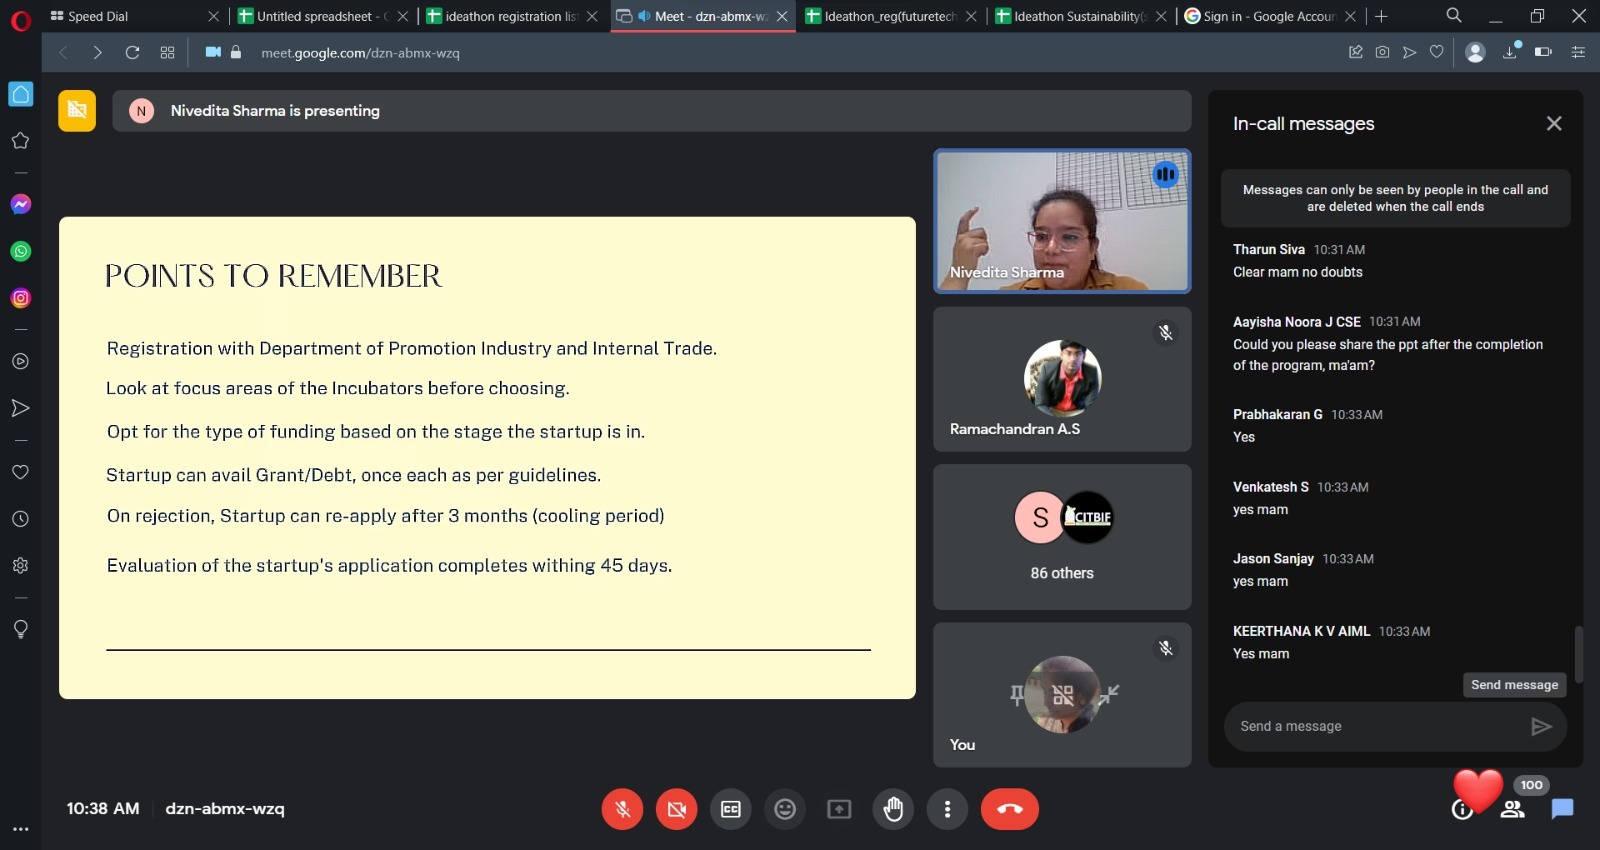 Speed Dial
Untitled spreadsheet - G
ideathon registration list
Meet - dzn-abmx-wz
Ideathon_reg(futuretech
Ideathon Sustainability(s
Sign in - Google Accoun
meet.google.com/dzn-abmx-wzq
N
Nivedita Sharma is presenting
POINTS TO REMEMBER
Registration with Department of Promotion Industry and Internal Trade.
Look at focus areas of the Incubators before choosing.
Opt for the type of funding based on the stage the startup is in.
Startup can avail Grant/Debt, once each as per guidelines.
On rejection, Startup can re-apply after 3 months (cooling period)
Evaluation of the startup's application completes withing 45 days.
Nivedita Sharma
Ramachandran A.S
S
CITBIF
86 others
You
In-call messages
Messages can only be seen by people in the call and
are deleted when the call ends
Tharun Siva 10:31 AM
Clear mam no doubts
Aayisha Noora J CSE 10:31 AM
Could you please share the ppt after the completion
of the program, ma'am?
Prabhakaran G 10:33 AM
Yes
Venkatesh S 10:33 AM
yes mam
Jason Sanjay 10:33 AM
yes mam
KEERTHANA K V AIML 10:33 AM
Yes mam
Send message
Send a message
10:38 AM
dzn-abmx-wzq
CC
100